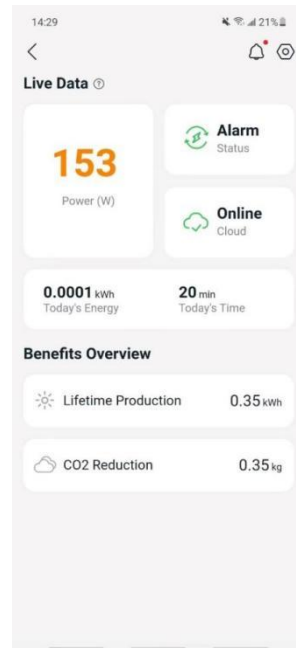 14:29 21%
Live Data ?
153
Power (W)
Alarm
Status
Online
Cloud
0.0001 kWh
Today's Energy
20 min
Today's Time
Benefits Overview
Lifetime Production 0.35 kWh
CO2 Reduction 0.35 kg